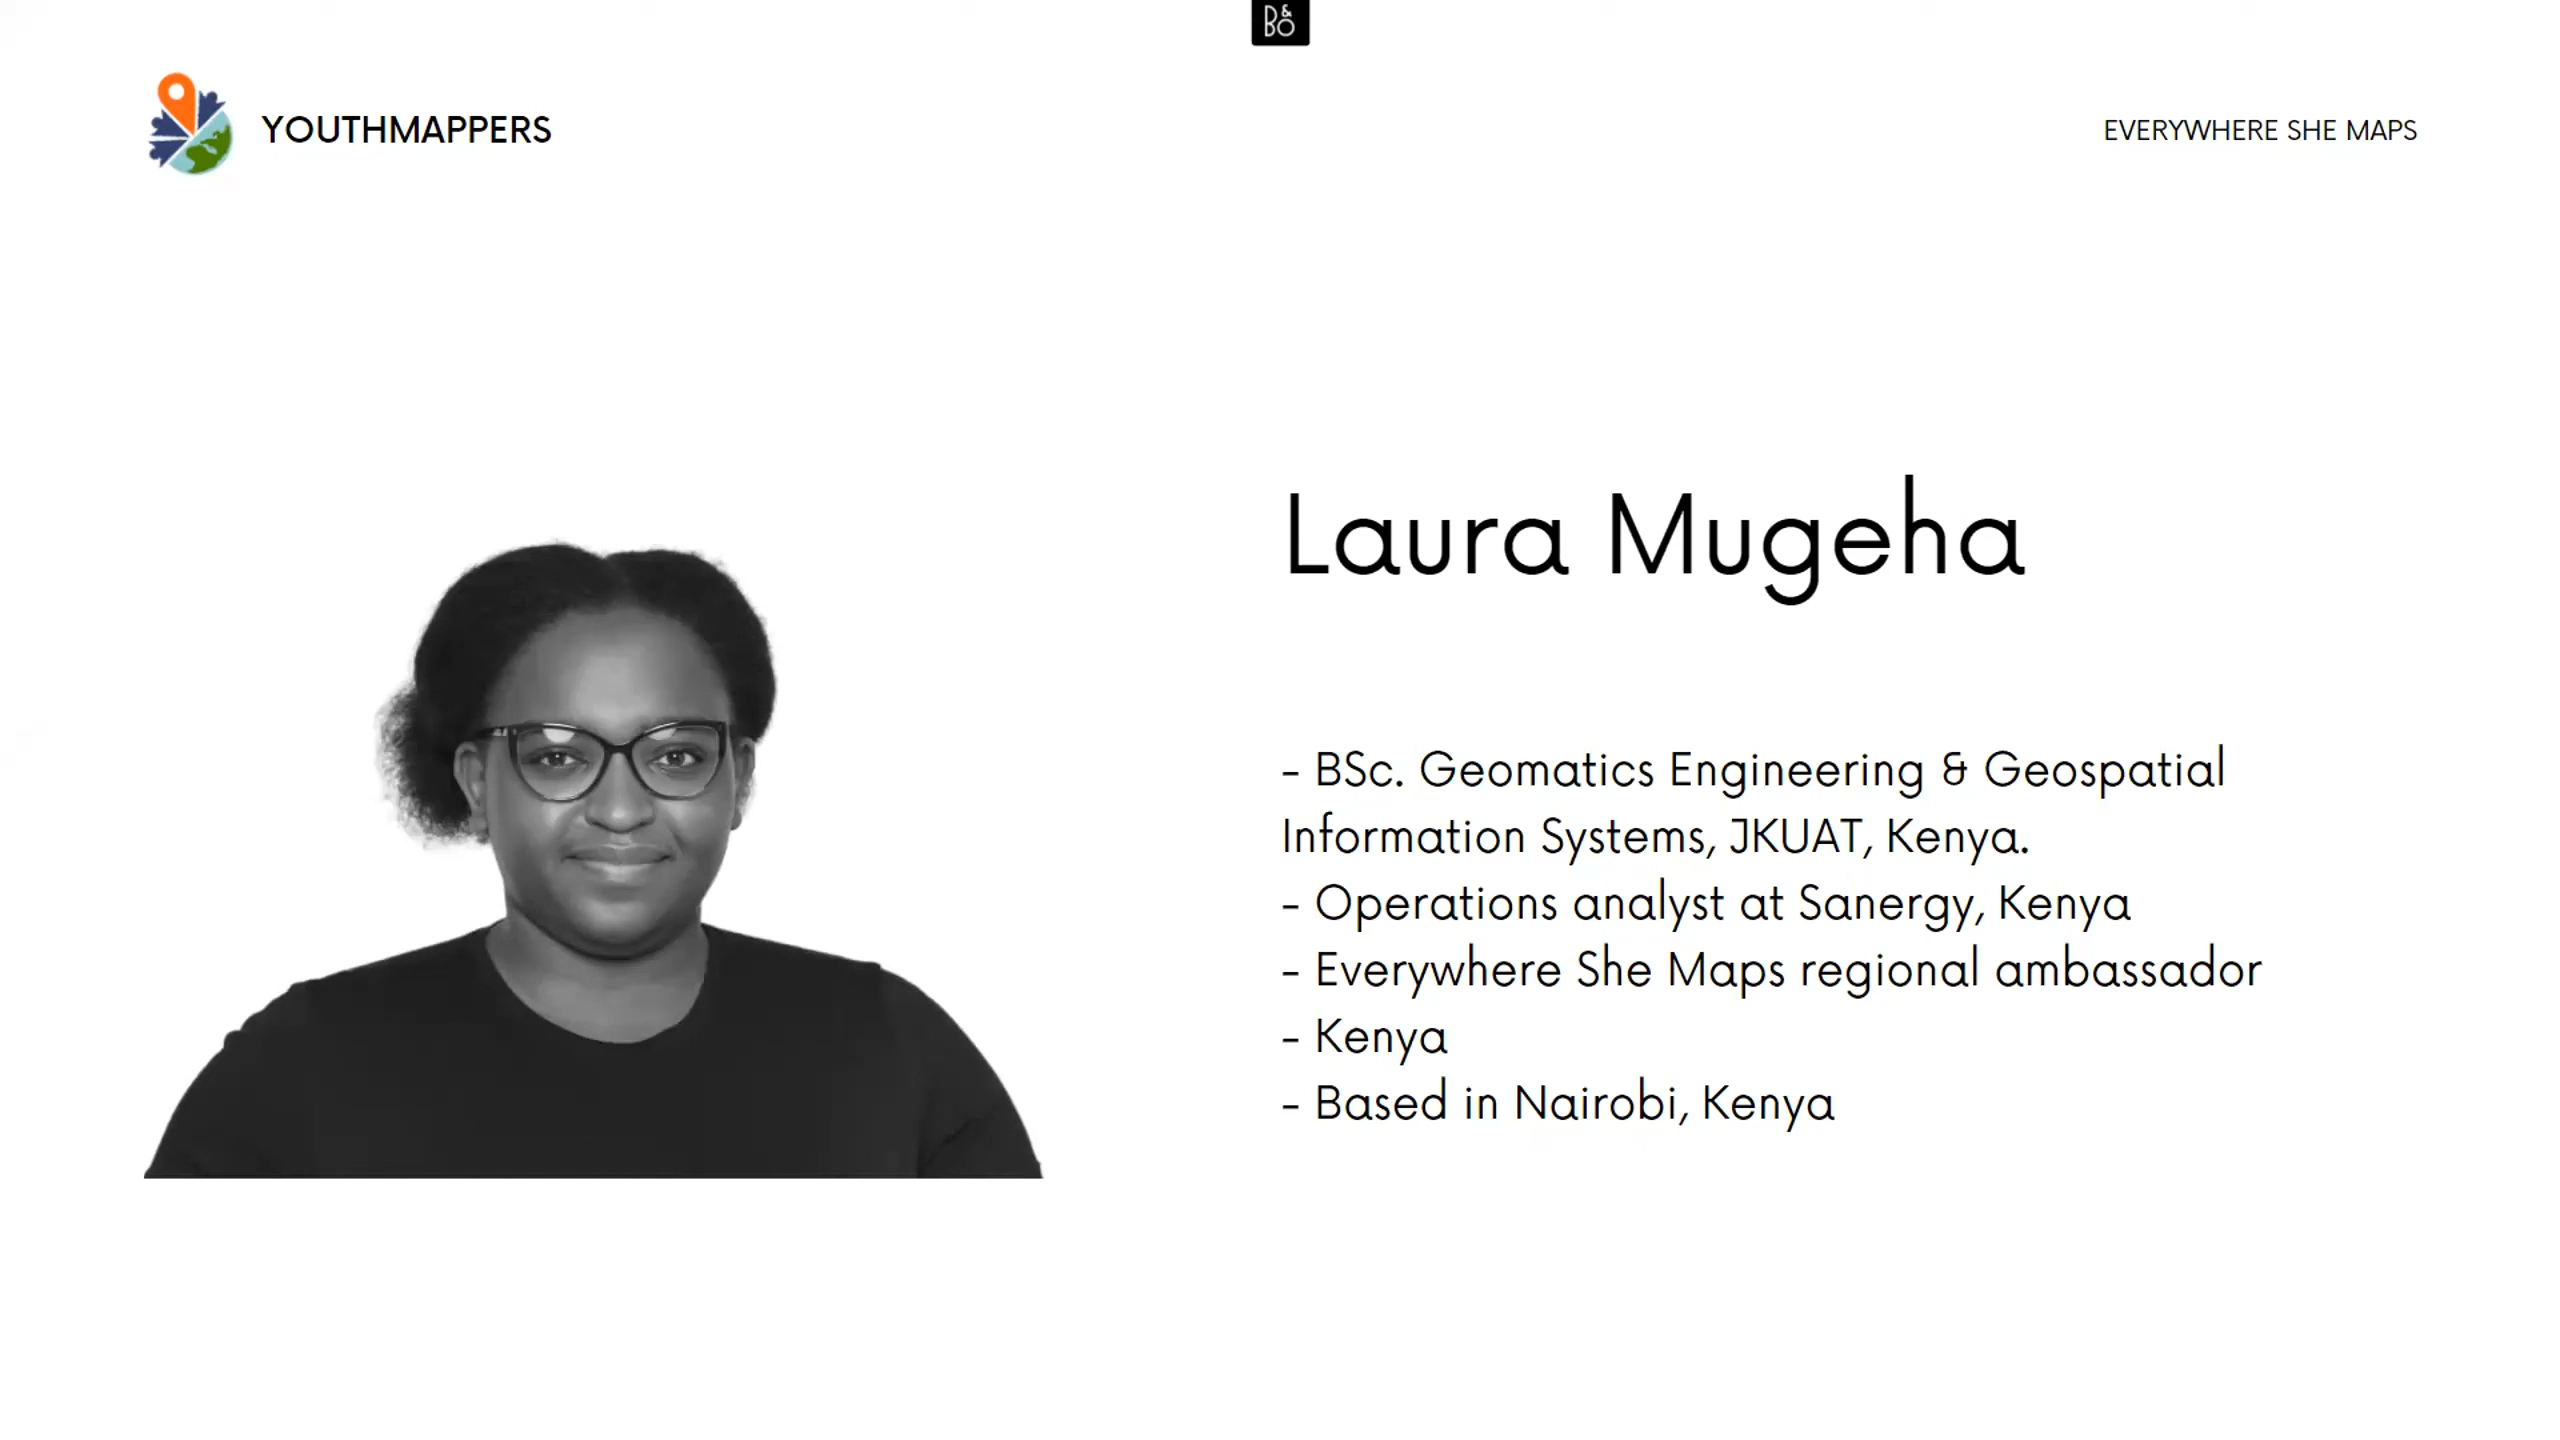 B&O
YOUTHMAPPERS
EVERYWHERE SHE MAPS
Laura Mugeha
- BSc. Geomatics Engineering & Geospatial
Information Systems, JKUAT, Kenya.
- Operations analyst at Sanergy, Kenya
- Everywhere She Maps regional ambassador
- Kenya
- Based in Nairobi, Kenya